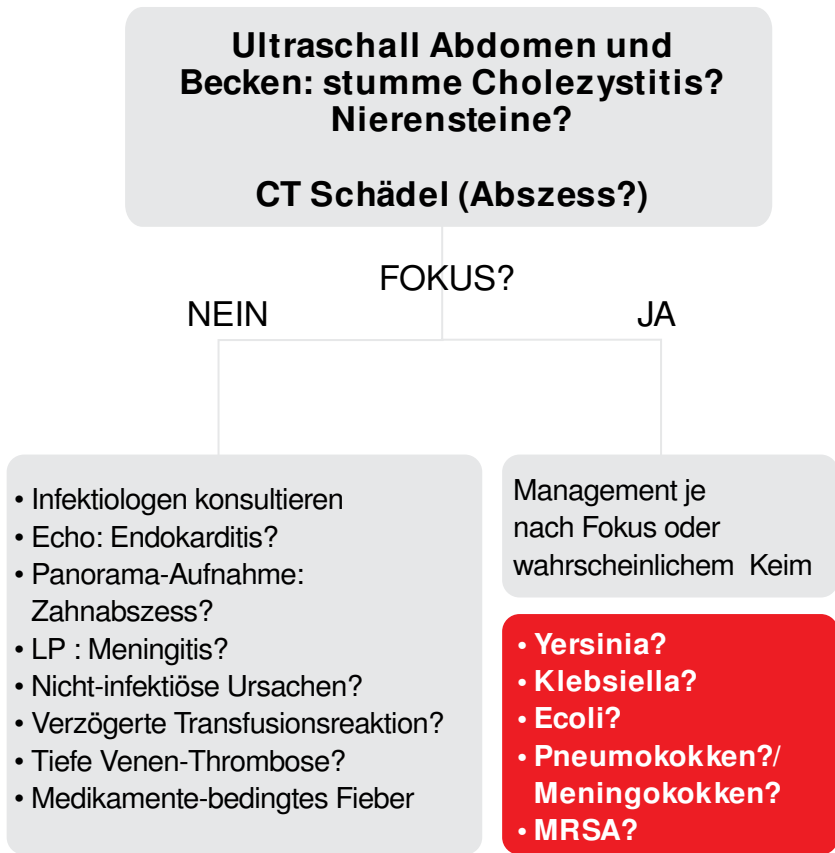 Ultraschall Abdomen und
Becken: stumme Cholezystitis?
Nierensteine?
CT Schädel (Abszess?)
FOKUS?
NEIN
JA
• Infektiologen konsultieren
• Echo: Endokarditis?
• Panorama-Aufnahme:
Zahnabszess?
• LP : Meningitis?
• Nicht-infektiöse Ursachen?
• Verzögerte Transfusionsreaktion?
• Tiefe Venen-Thrombose?
• Medikamente-bedingtes Fieber
Management je
nach Fokus oder
wahrscheinlichem Keim
• Yersinia?
• Klebsiella?
• Ecoli?
• Pneumokokken?/
Meningokokken?
• MRSA?